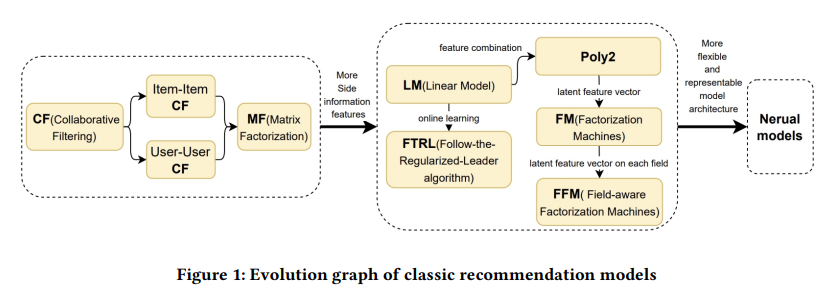 CF(Collaborative
Filtering)
Item-Item
CF
User-User
CF
MF(Matrix
Factorization)
More
Side
information
features
LM(Linear Model)
online learning
FTRL(Follow-the-
Regularized-Leader
algorithm)
feature combination
Poly2
latent feature vector
FM(Factorization
Machines)
latent feature vector on each field
FFM( Field-aware
Factorization Machines)
More
flexible
and
representable
model
architecture
Nerual
models
Figure 1: Evolution graph of classic recommendation models